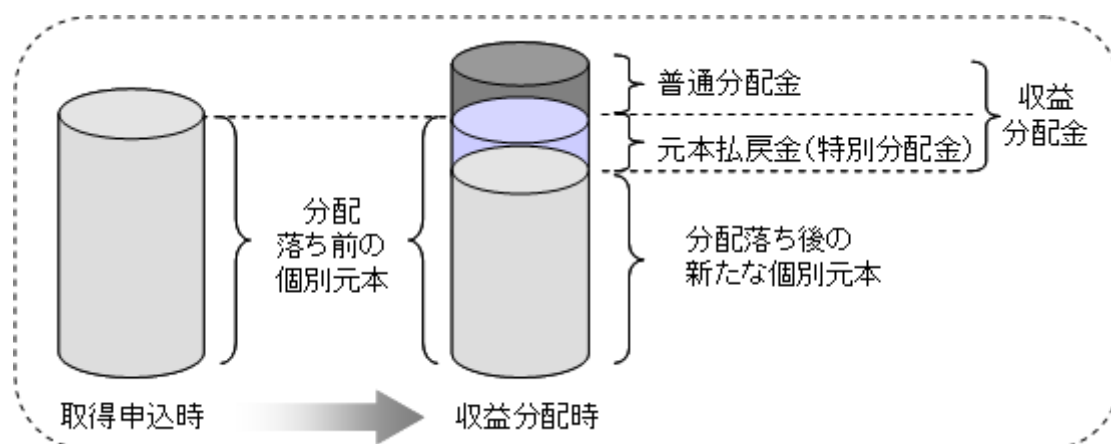 普通分配金
元本払戻金(特別分配金)
収益
分配金
分配
落ち前の
個別元本
分配落ち後の
新たな個別元本
取得申込時
収益分配時